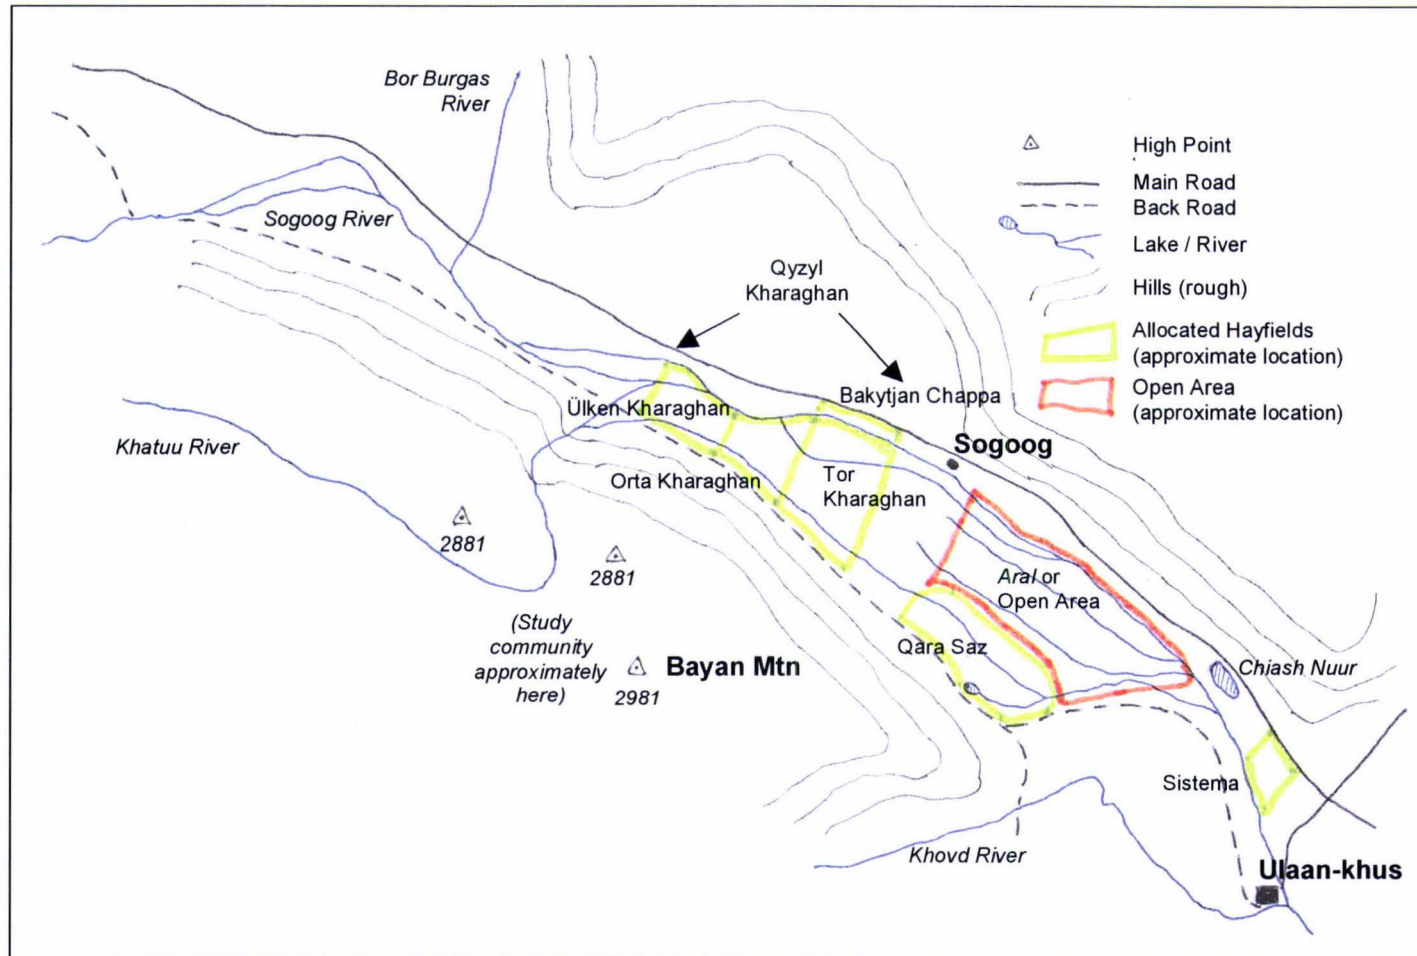 Bor Burgas
River
Sogoog River
Khatuu River
Qyzyl
Kharaghan
Ülken Kharaghan
Bakytjan Chappa
Sogoog
Orta Kharaghan
Tor
Kharaghan
2881
2881
(Study
community
approximately
here)
Bayan Mtn
2981
Aral or
Open Area
Qara Saz
Chiash Nuur
Sistema
Khovd River
Ulaan-khus
High Point
Main Road
Back Road
Lake / River
Hills (rough)
Allocated Hayfields
(approximate location)
Open Area
(approximate location)